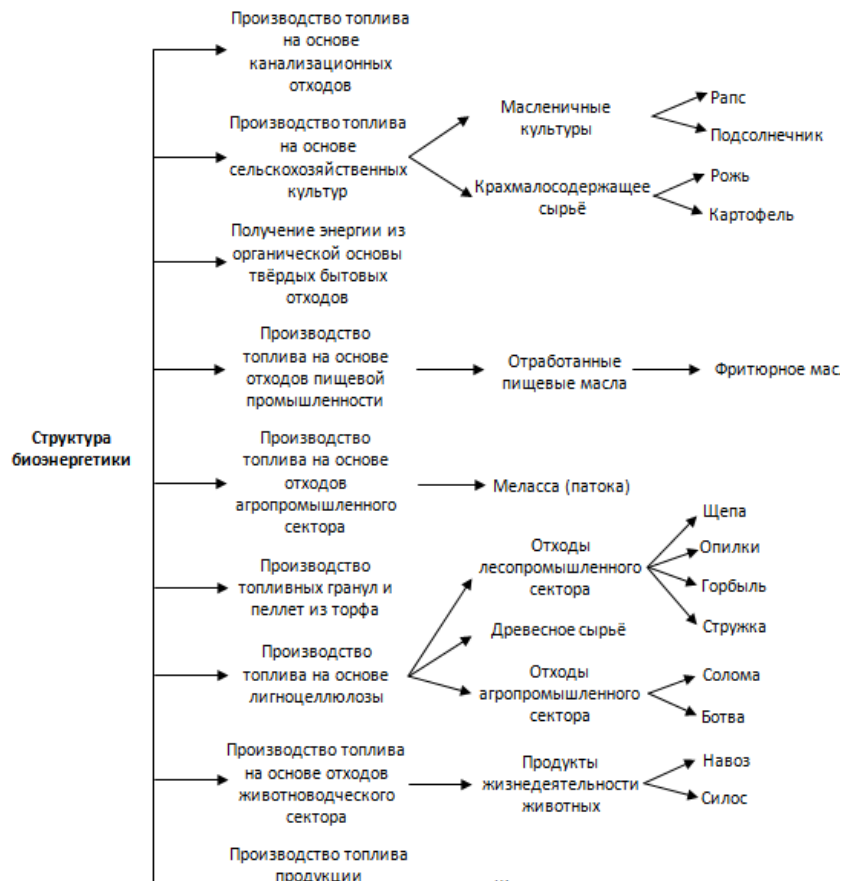 Производство топлива
на основе
канализационных
отходов
Производство топлива
на основе
сельскохозяйственных
культур
Масленичные
культуры
Рапс
Подсолнечник
Крахмалосодержащее
сырьё
Рожь
Картофель
Получение энергии из
органической основы
твёрдых бытовых
отходов
Производство
топлива на основе
отходов пищевой
промышленности
Отработанные
пищевые масла
Фритюрное мас
Структура
биоэнергетики
Производство
топлива на основе
отходов
агропромышленного
сектора
Меласса (патока)
Производство
топливных гранул и
пеллет из торфа
Производство
топлива на основе
лигноцеллюлозы
Отходы
лесопромышленного
сектора
Щепа
Опилки
Горбыль
Стружка
Древесное сырьё
Отходы
агропромышленного
сектора
Солома
Ботва
Производство топлива
на основе отходов
животноводческого
сектора
Продукты
жизнедеятельности
животных
Навоз
Силос
Производство топлива
продукции